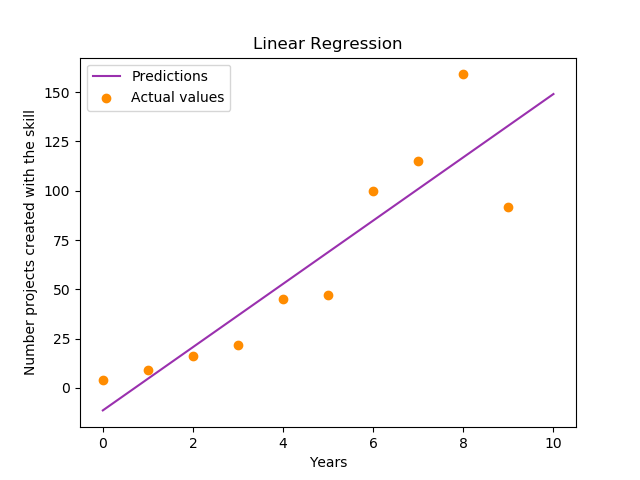 Linear Regression
Predictions
Actual values
150
125
100
75
50
25
0
Number projects created with the skill
0 2 4 6 8 10
Years